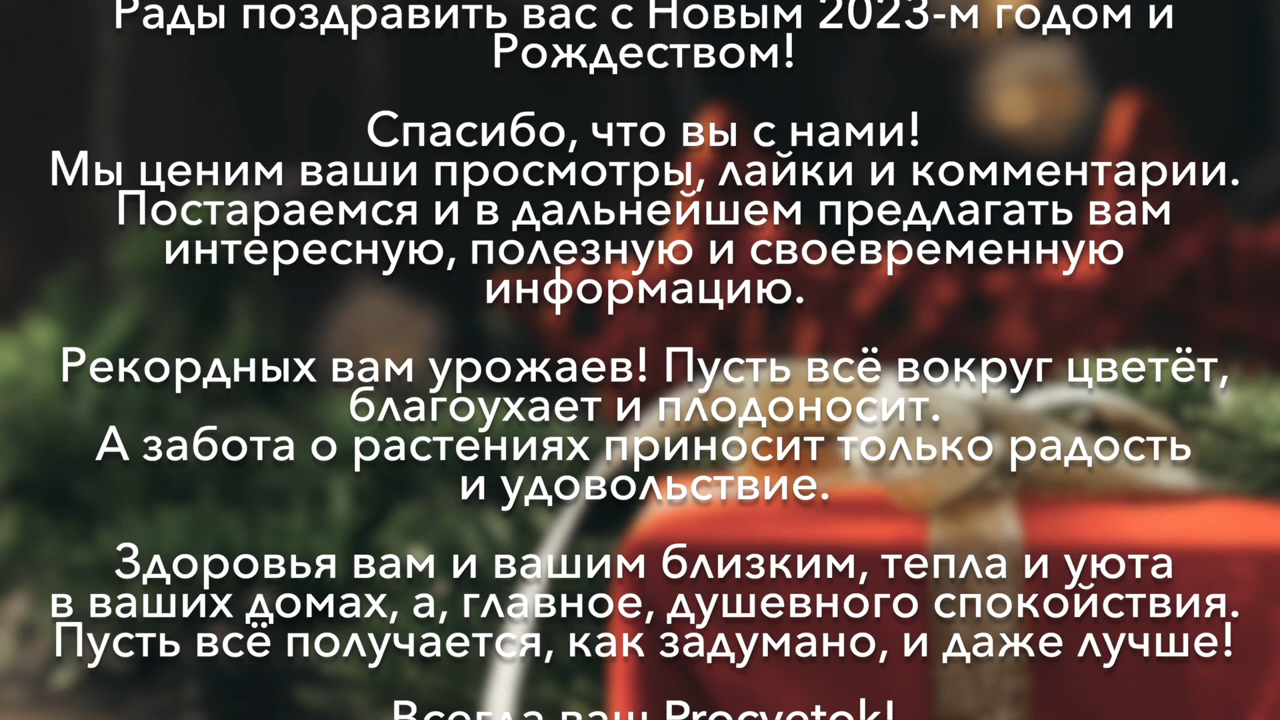 Рады поздравить вас с Новым 2023-м годом и
Рождеством!
Спасибо, что вы с нами!
Мы ценим ваши просмотры, лайки и комментарии.
Постараемся и в дальнейшем предлагать вам
интересную, полезную и своевременную
информацию.
Рекордных вам урожаев! Пусть всё вокруг цветёт,
благоухает и плодоносит.
А забота о растениях приносит только радость
и удовольствие.
Здоровья вам и вашим близким, тепла и уюта
в ваших домах, а, главное, душевного спокойствия.
Пусть всё получается, как задумано, и даже лучше!
Всегда ваш Procvetok!